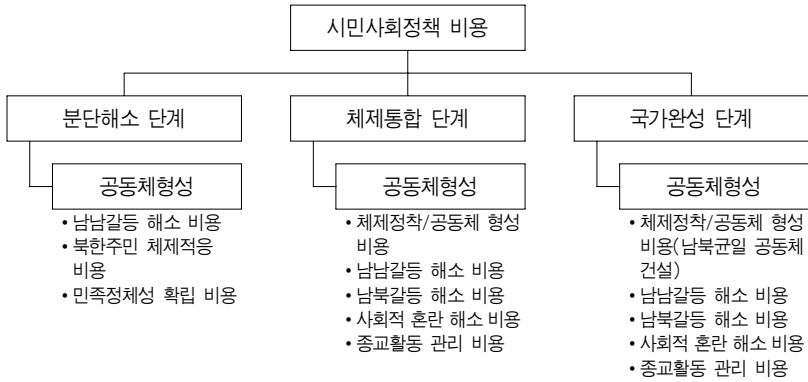 시민사회정책 비용
분단해소 단계
체제통합 단계
국가완성 단계
공동체형성
• 남남갈등 해소 비용
• 북한주민 체제적응
비용
• 민족정체성 확립 비용
공동체형성
• 체제정착/공동체 형성
비용
• 남남갈등 해소 비용
• 남북갈등 해소 비용
• 사회적 혼란 해소 비용
• 종교활동 관리 비용
공동체형성
• 체제정착/공동체 형성
비용(남북균일 공동체
건설)
• 남남갈등 해소 비용
• 남북갈등 해소 비용
• 사회적 혼란 해소 비용
• 종교활동 관리 비용